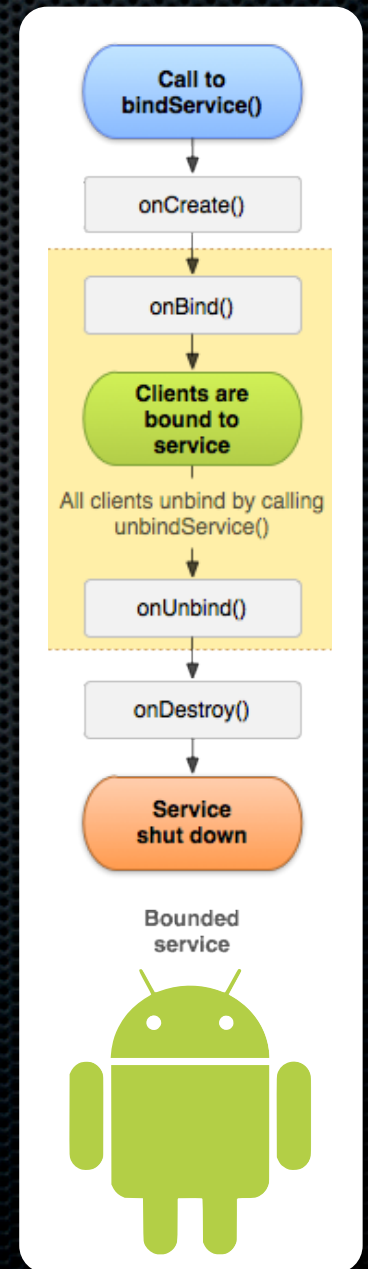 Call to
bindService()
onCreate()
onBind()
Clients are
bound to
service
All clients unbind by calling
unbindService()
onUnbind()
onDestroy()
Service
shut down
Bounded
service